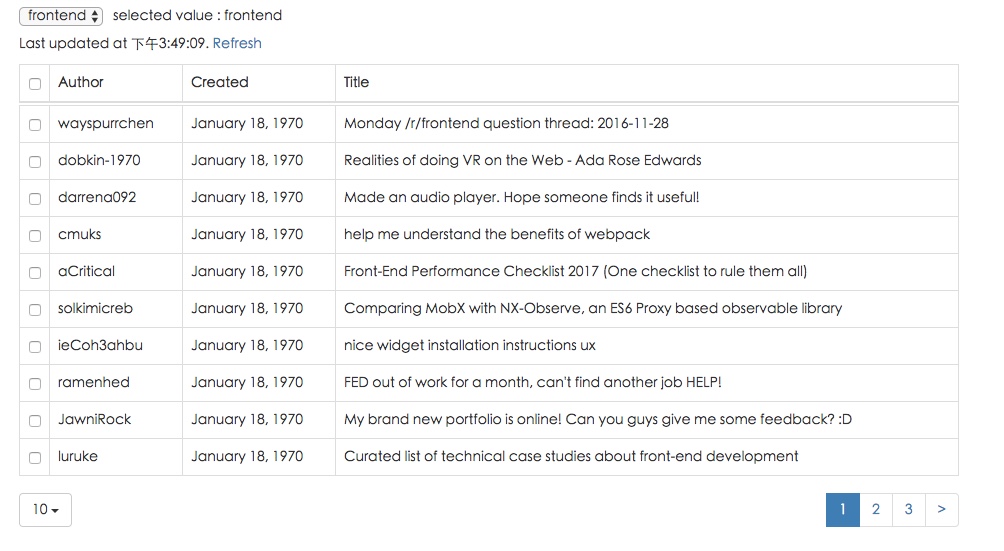 frontend selected value : frontend
Last updated at 下午3:49:09. Refresh
Author Created Title
wayspurrchen January 18, 1970 Monday /r/frontend question thread: 2016-11-28
dobkin-1970 January 18, 1970 Realities of doing VR on the Web - Ada Rose Edwards
darrena092 January 18, 1970 Made an audio player. Hope someone finds it useful!
cmuks January 18, 1970 help me understand the benefits of webpack
aCritical January 18, 1970 Front-End Performance Checklist 2017 (One checklist to rule them all)
solkimicreb January 18, 1970 Comparing MobX with NX-Observe, an ES6 Proxy based observable library
ieCoh3ahbu January 18, 1970 nice widget installation instructions ux
ramenhed January 18, 1970 FED out of work for a month, can't find another job HELP!
JawniRock January 18, 1970 My brand new portfolio is online! Can you guys give me some feedback? :D
luruke January 18, 1970 Curated list of technical case studies about front-end development
10 1 2 3 >